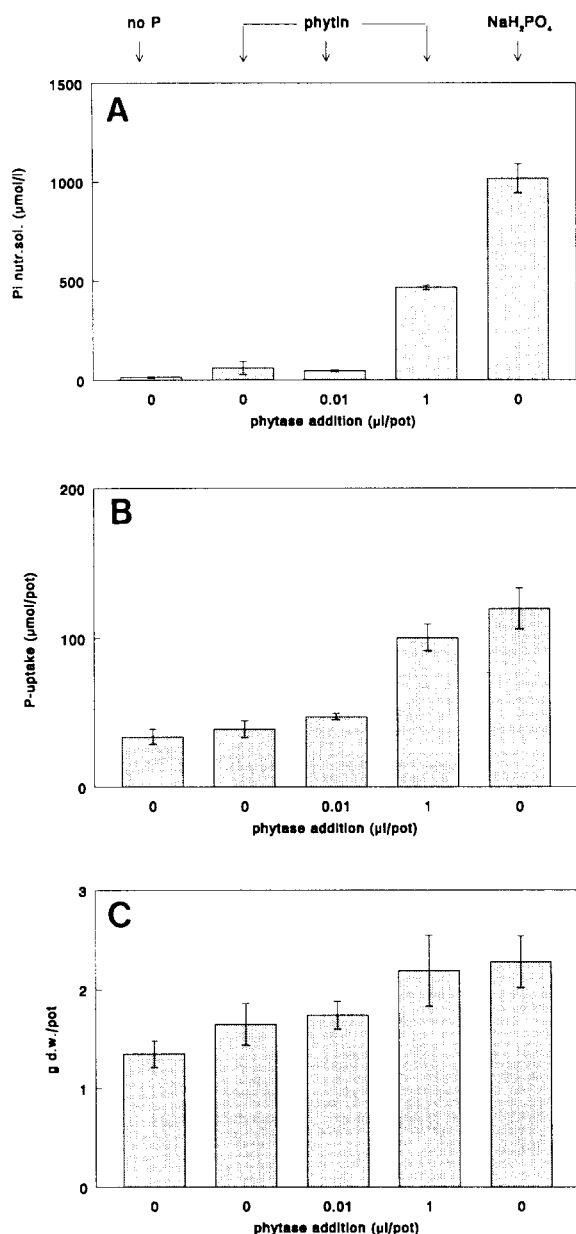 no P phytin NaH₂PO₄
A
1500
1000
500
0
Pi nutr.sol. (μmol/l)
0 0 0.01 1 0
phytase addition (μl/pot)
B
200
100
0
P-uptake (μmol/pot)
0 0 0.01 1 0
phytase addition (μl/pot)
C
3
2
1
0
g d.w./pot
0 0 0.01 1 0
phytase addition (μl/pot)